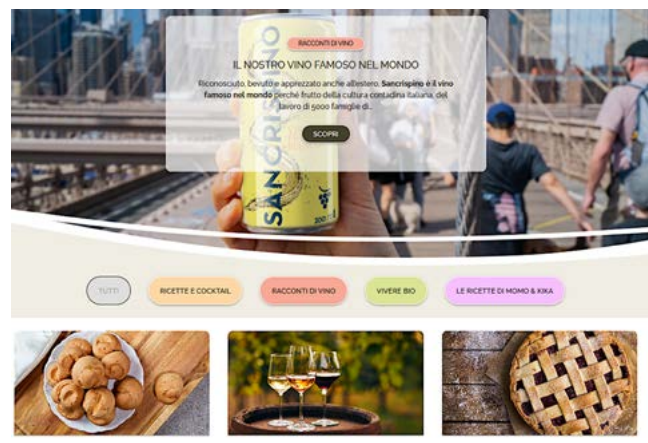 RACCONTI DI VINO
IL NOSTRO VINO FAMOSO NEL MONDO
Riconosciuto, bevuto e apprezzato anche all'estero, Sancrispino è il vino
famoso nel mondo perché frutto della cultura contadina italiana, del
lavoro di 5000 famiglie di...
SCOPRI
SANCRISPINO
200
TUTTI
RICETTE E COCKTAIL
RACCONTI DI VINO
VIVERE BIO
LE RICETTE DI MOMO & KIKA